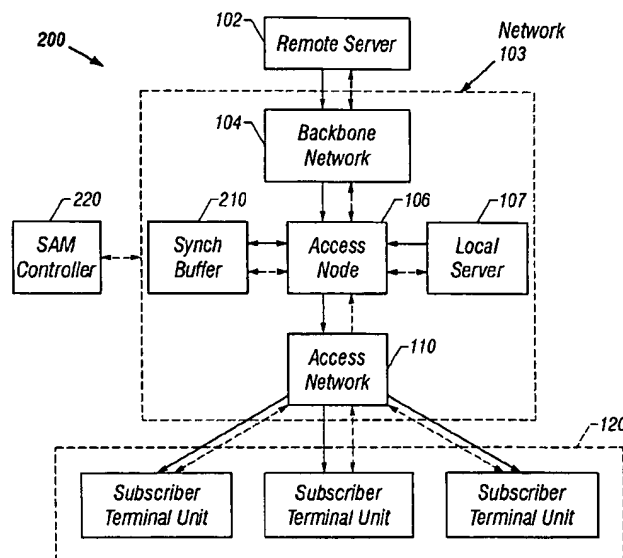 200
102
Remote Server
Network
103
104
Backbone
Network
220
210
106
107
SAM
Controller
Synch
Buffer
Access
Node
Local
Server
Access
Network
110
120
Subscriber
Terminal Unit
Subscriber
Terminal Unit
Subscriber
Terminal Unit